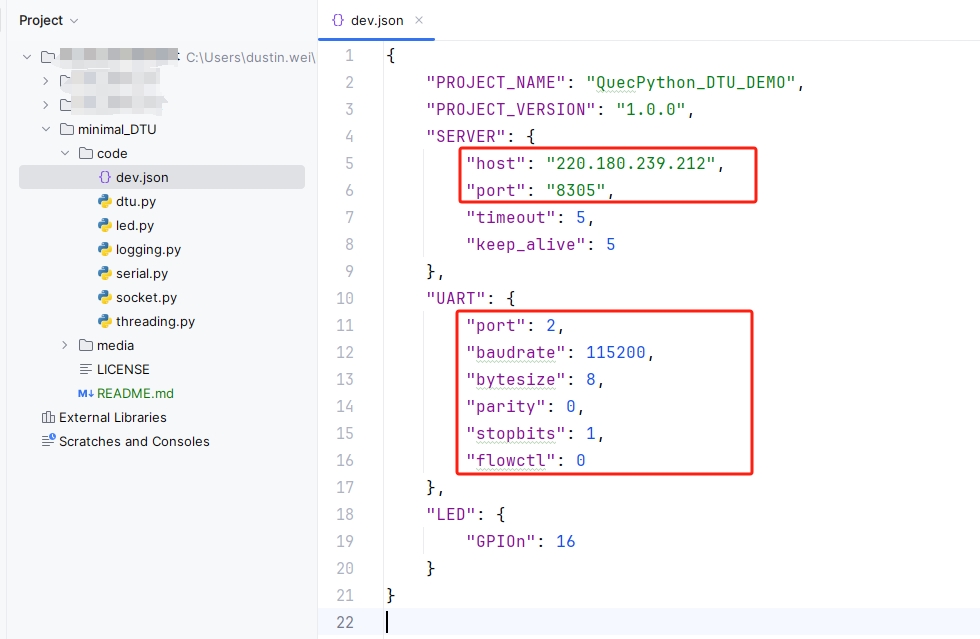 Project
C:\Users\dustin.wei\
minimal_DTU
code
dev.json
dtu.py
led.py
logging.py
serial.py
socket.py
threading.py
media
LICENSE
M↓ README.md
External Libraries
Scratches and Consoles
{} dev.json ×
1 {
2 "PROJECT_NAME": "QuecPython_DTU_DEMO",
3 "PROJECT_VERSION": "1.0.0",
4 "SERVER": {
5 "host": "220.180.239.212",
6 "port": "8305",
7 "timeout": 5,
8 "keep_alive": 5
9 },
10 "UART": {
11 "port": 2,
12 "baudrate": 115200,
13 "bytesize": 8,
14 "parity": 0,
15 "stopbits": 1,
16 "flowctl": 0
17 },
18 "LED": {
19 "GPIOn": 16
20 }
21 }
22